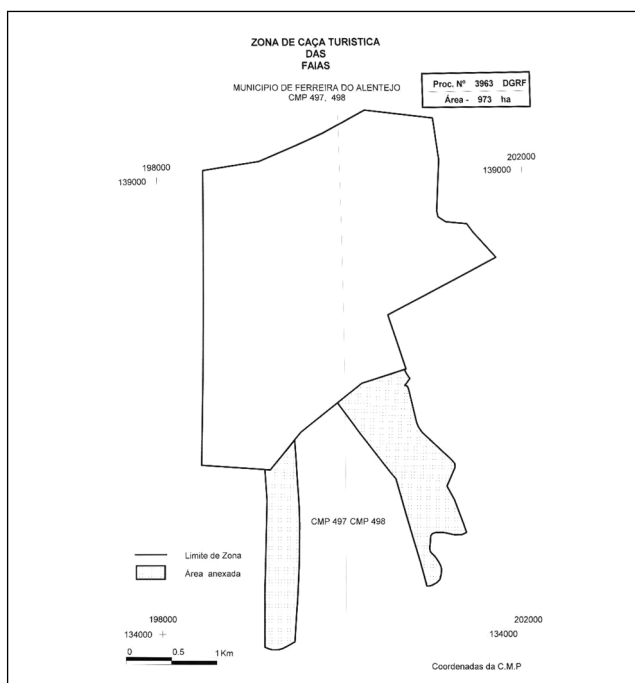 ZONA DE CAÇA TURISTICA
DAS
FAIAS
MUNICIPIO DE FERREIRA DO ALENTEJO
CMP 497, 498
Proc. Nº 3963 DGRF
Área - 973 ha
198000
139000
202000
139000
CMP 497 CMP 498
Limite de Zona
Área anexada
198000
134000
202000
134000
0 0.5 1 Km
Coordenadas da C.M.P